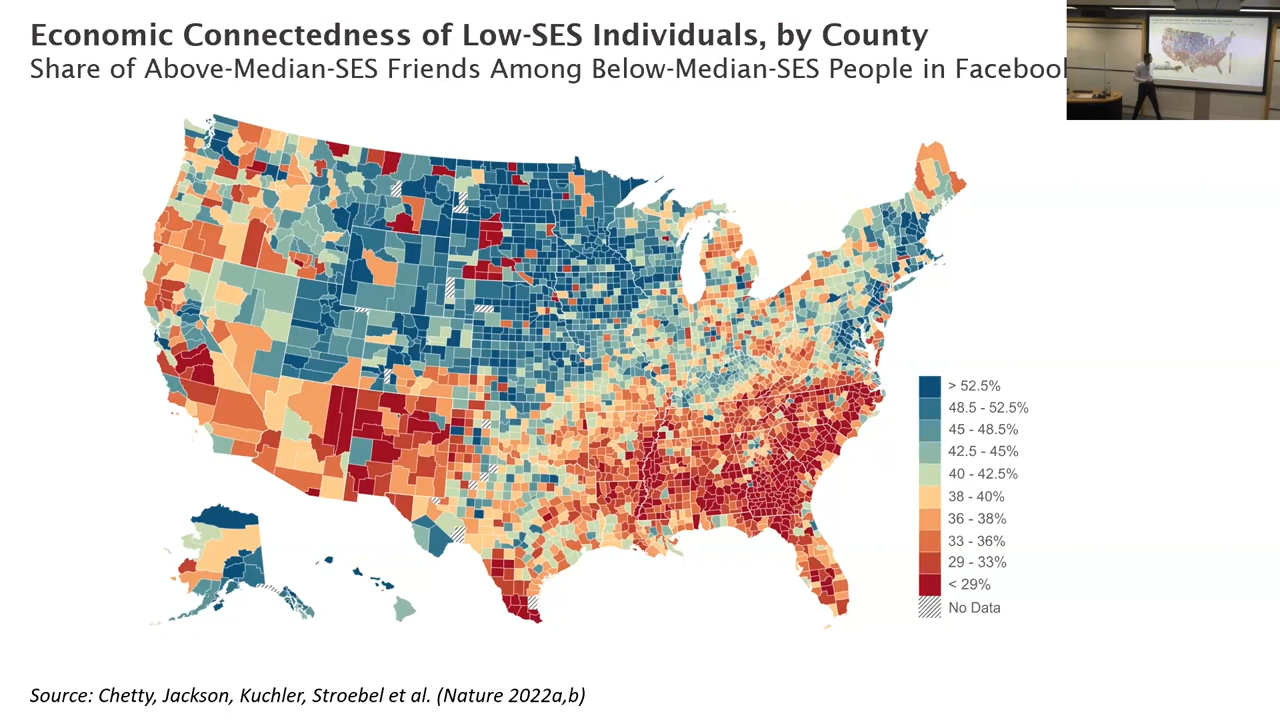 Economic Connectedness of Low-SES Individuals, by County
Share of Above-Median-SES Friends Among Below-Median-SES People in Facebook
> 52.5%
48.5 - 52.5%
45 - 48.5%
42.5 - 45%
40 - 42.5%
38 - 40%
36 - 38%
33 - 36%
29 - 33%
< 29%
No Data
Source: Chetty, Jackson, Kuchler, Stroebel et al. (Nature 2022a,b)